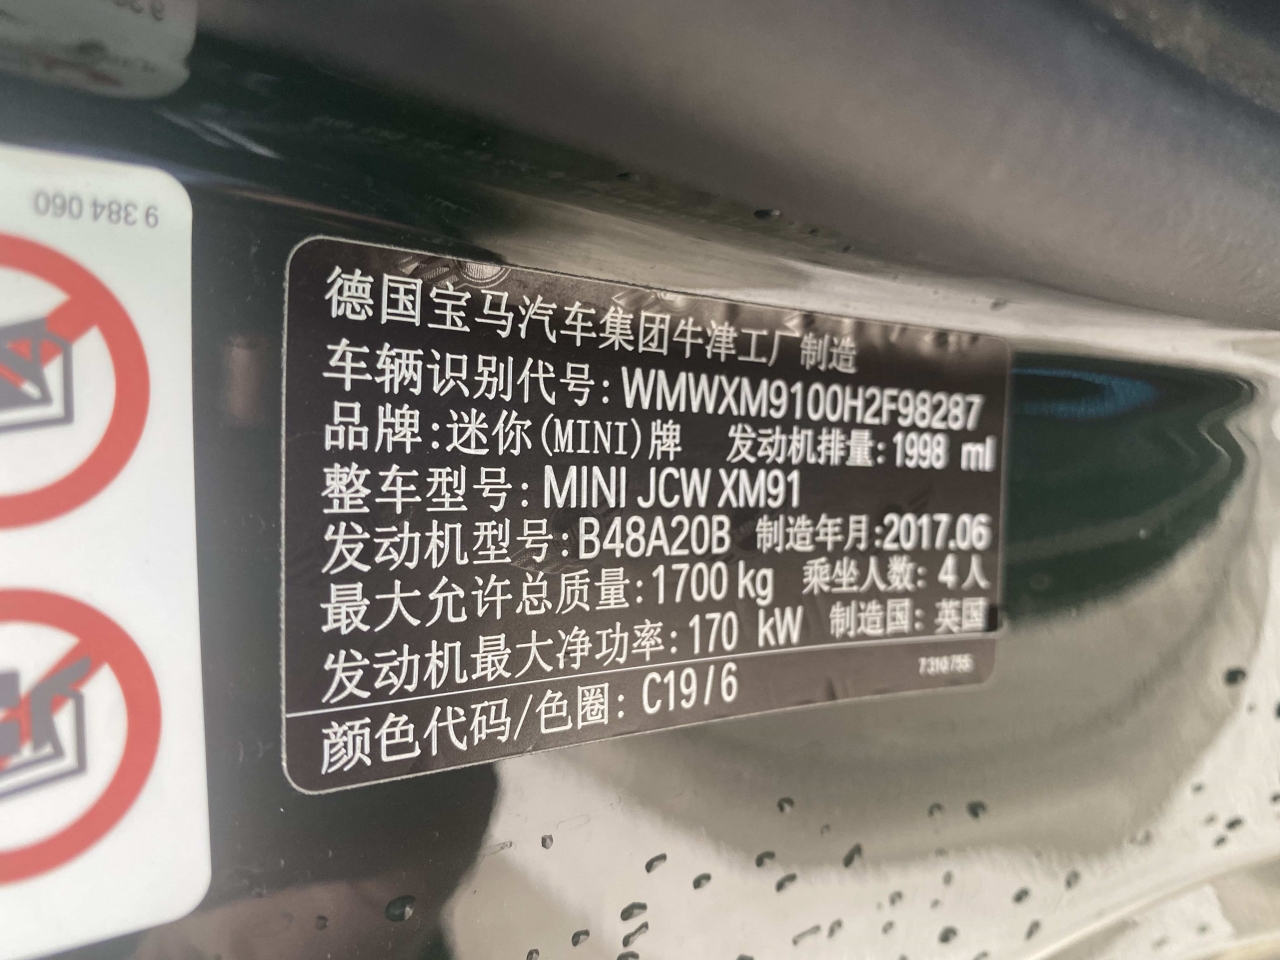 9 384 060
德国宝马汽车集团牛津工厂制造
车辆识别代号: WMWXM9100H2F98287
品牌:迷你(MINI)牌 发动机排量: 1998 ml
整车型号: MINI JCW XM91
发动机型号: B48A20B 制造年月:2017.06
最大允许总质量: 1700 kg 乘坐人数: 4人
发动机最大净功率: 170 kW 制造国: 英国
7310755
颜色代码/色圈: C19/6